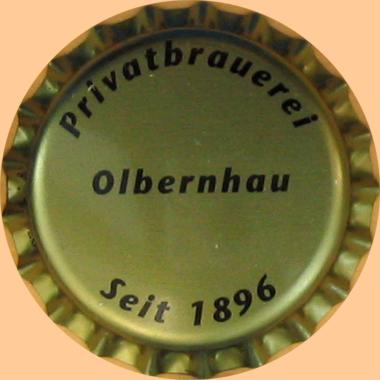 Privatbrauerei
Olbernhau
Seit 1896